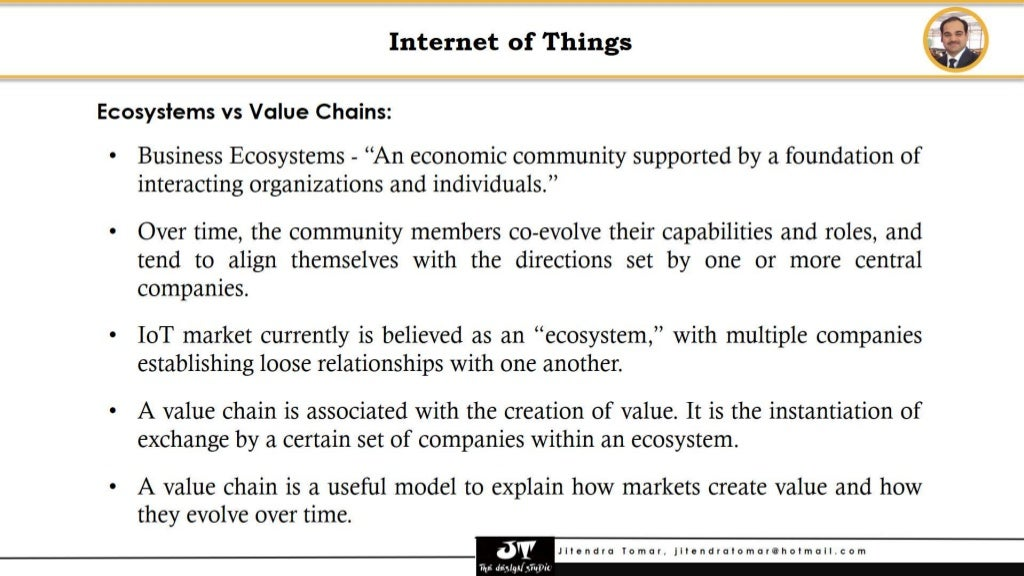 Internet of Things
Ecosystems vs Value Chains:
• Business Ecosystems - “An economic community supported by a foundation of
interacting organizations and individuals.”
• Over time, the community members co-evolve their capabilities and roles, and
tend to align themselves with the directions set by one or more central
companies.
• IoT market currently is believed as an “ecosystem,” with multiple companies
establishing loose relationships with one another.
• A value chain is associated with the creation of value. It is the instantiation of
exchange by a certain set of companies within an ecosystem.
• A value chain is a useful model to explain how markets create value and how
they evolve over time.
JT
The design studio
Jitendra Tomar, jitendratomar@hotmail.com